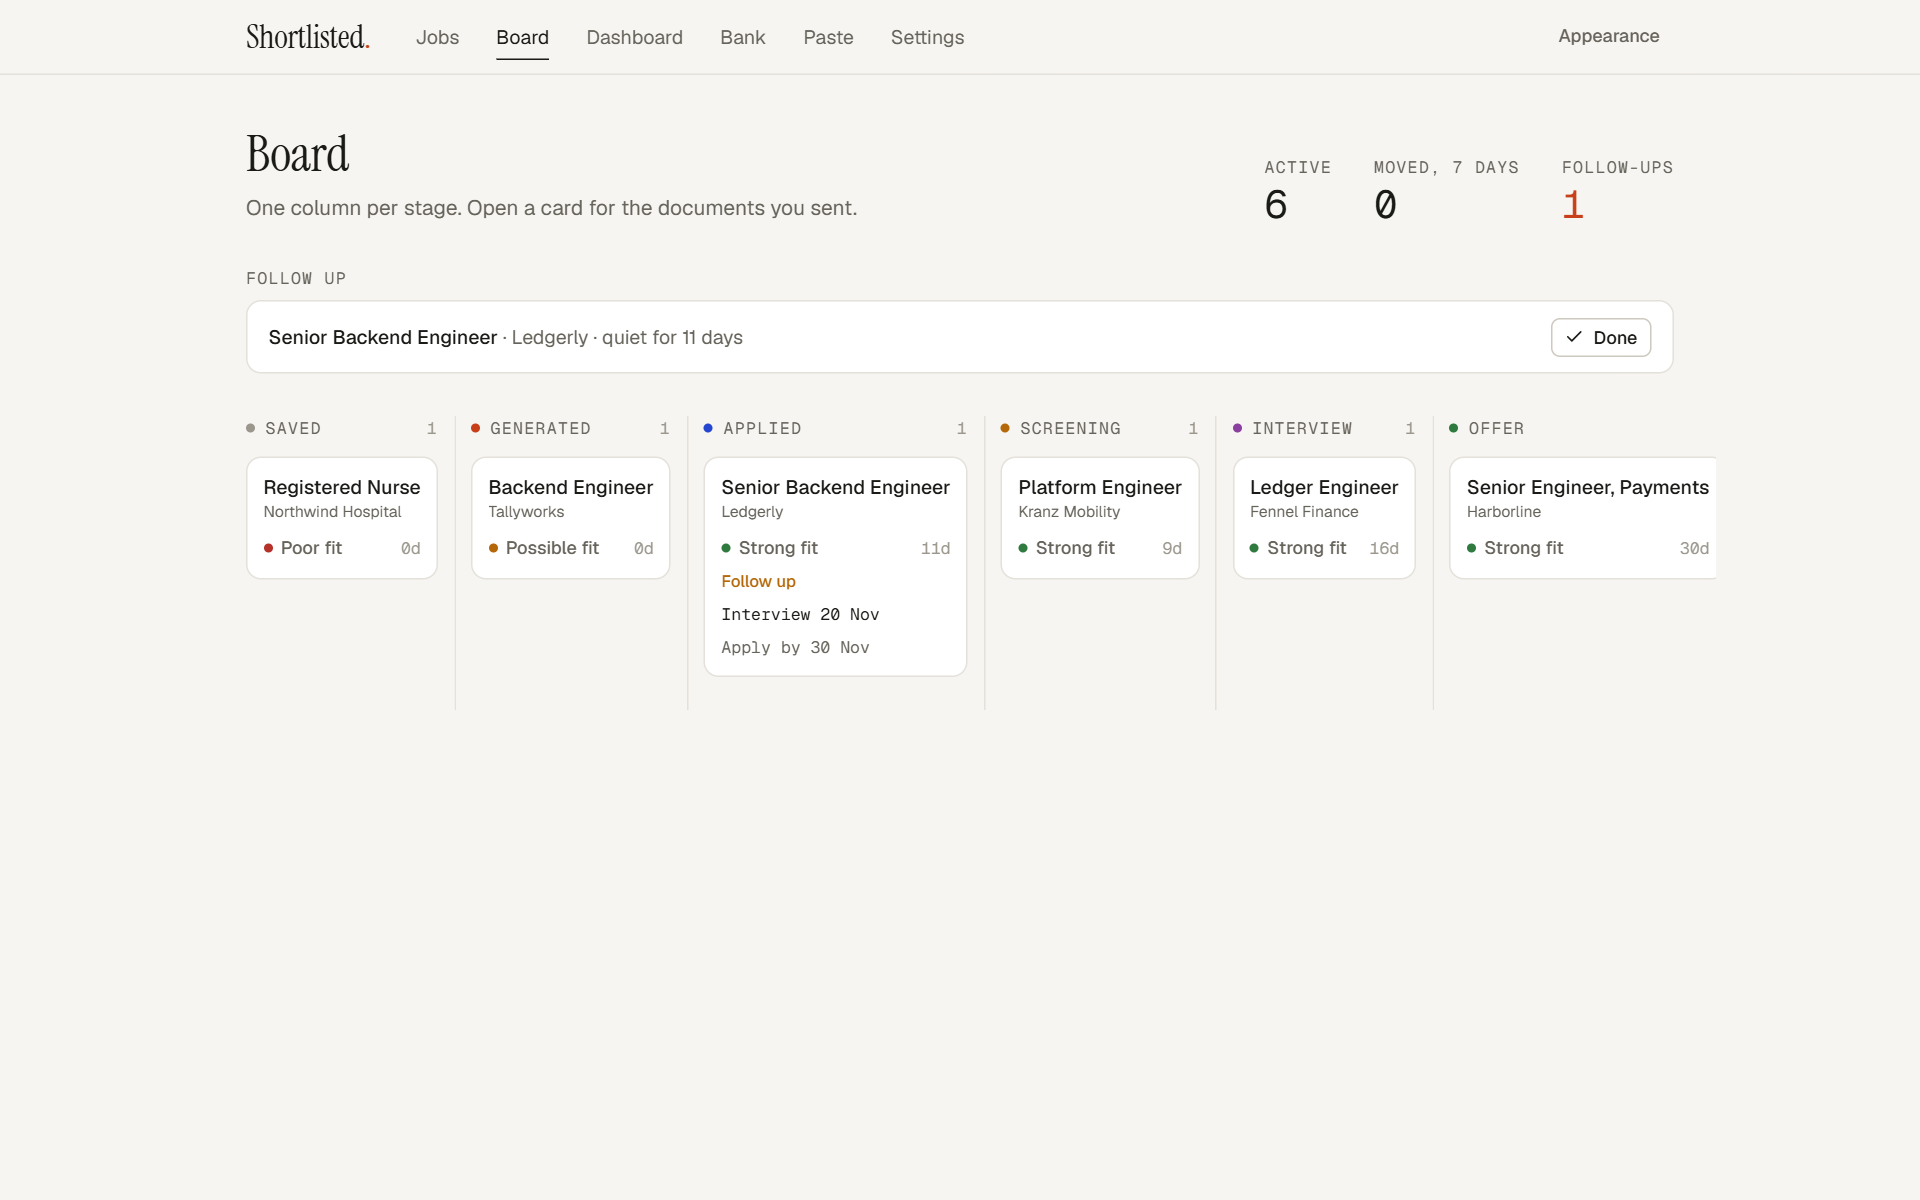 Shortlisted.
Jobs
Board
Dashboard
Bank
Paste
Settings
Appearance
Board
One column per stage. Open a card for the documents you sent.
ACTIVE
6
MOVED, 7 DAYS
0
FOLLOW-UPS
1
FOLLOW UP
Senior Backend Engineer · Ledgerly · quiet for 11 days
Done
SAVED 1
Registered Nurse
Northwind Hospital
Poor fit 0d
GENERATED 1
Backend Engineer
Tallyworks
Possible fit 0d
APPLIED 1
Senior Backend Engineer
Ledgerly
Strong fit 11d
Follow up
Interview 20 Nov
Apply by 30 Nov
SCREENING 1
Platform Engineer
Kranz Mobility
Strong fit 9d
INTERVIEW 1
Ledger Engineer
Fennel Finance
Strong fit 16d
OFFER
Senior Engineer, Payments
Harborline
Strong fit 30d